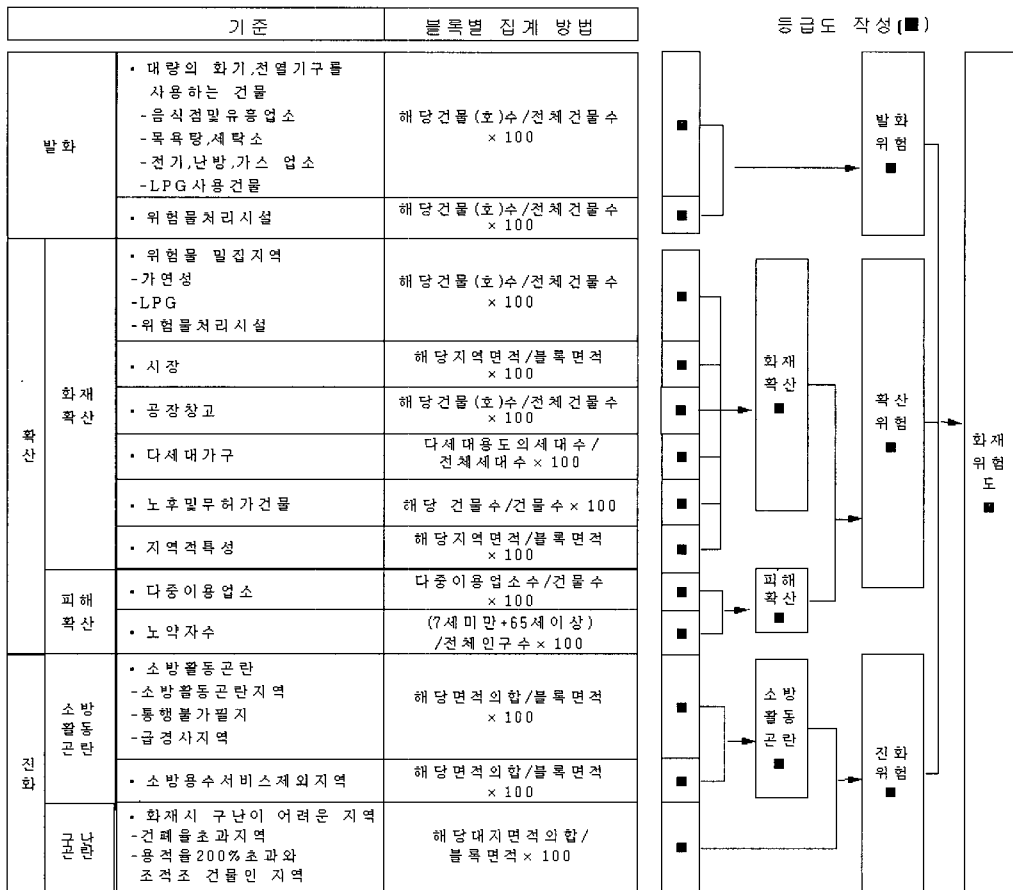 기준 블록별 집계 방법 등급도 작성(■)
발화
• 대량의 화기,전열기구를
사용하는 건물
-음식점및유흥업소
-목욕탕,세탁소
-전기,난방,가스 업소
-LPG사용건물
해당건물(호)수/전체건물수
× 100
• 위험물처리시설
해당건물(호)수/전체건물수
× 100
확산
화재
확산
• 위험물 밀집지역
-가연성
-LPG
-위험물처리시설
해당건물(호)수/전체건물수
× 100
• 시장
해당지역면적/블록면적
× 100
• 공장창고
해당건물(호)수/전체건물수
× 100
• 다세대가구
다세대용도의세대수/
전체세대수×100
• 노후및무허가건물
해당 건물수/건물수×100
• 지역적특성
해당지역면적/블록면적
× 100
피해
확산
• 다중이용업소
다중이용업소수/건물수
× 100
• 노약자수
(7세미만+65세이상)
/전체인구수×100
진화
소방
활동
곤란
• 소방활동곤란
-소방활동곤란지역
-통행불가필지
-급경사지역
해당면적의합/블록면적
× 100
• 소방용수서비스제외지역
해당면적의합/블록면적
× 100
구난
곤란
• 화재시 구난이 어려운 지역
-건폐율초과지역
-용적율200%초과와
조적조 건물인 지역
해당대지면적의합/
블록면적×100
■
■
■
■
■
■
■
■
■
■
■
■
■
화재
확산
■
피해
확산
■
소방
활동
곤란
■
발화
위험
■
확산
위험
■
진화
위험
■
화재
위험
도
■